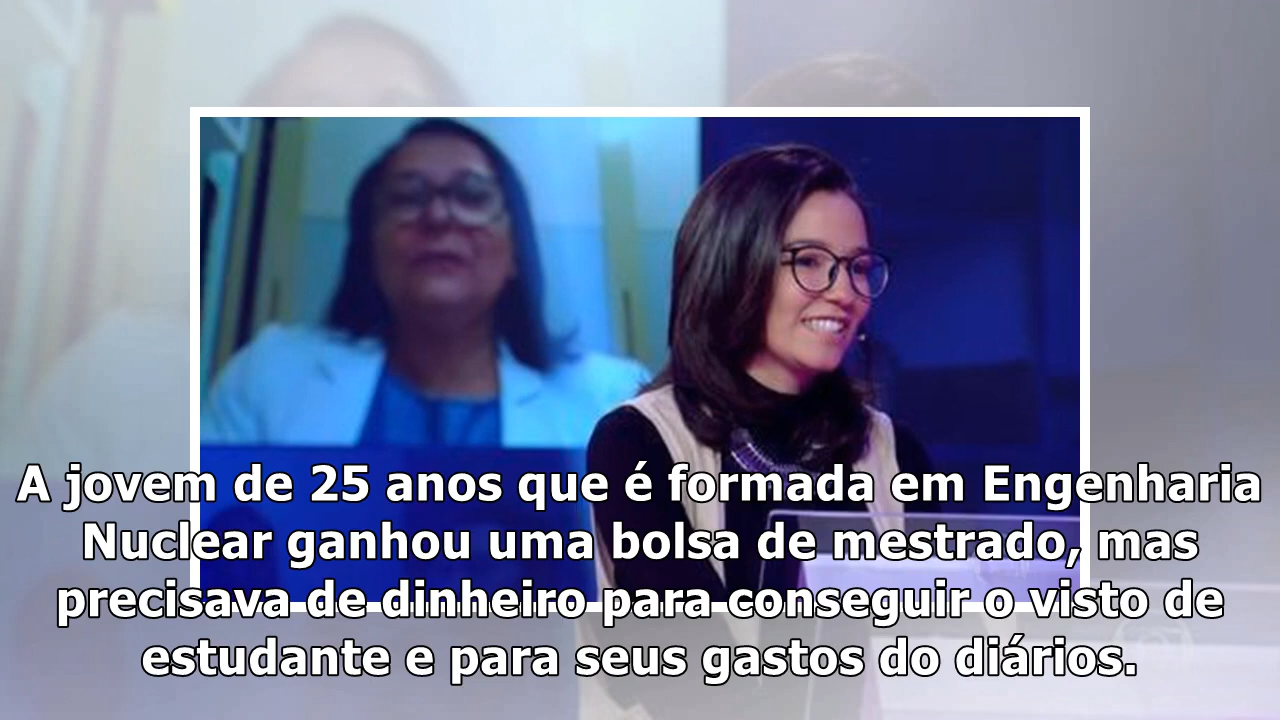 A jovem de 25 anos que é formada em Engenharia
Nuclear ganhou uma bolsa de mestrado, mas
precisava de dinheiro para conseguir o visto de
estudante e para seus gastos do diários.